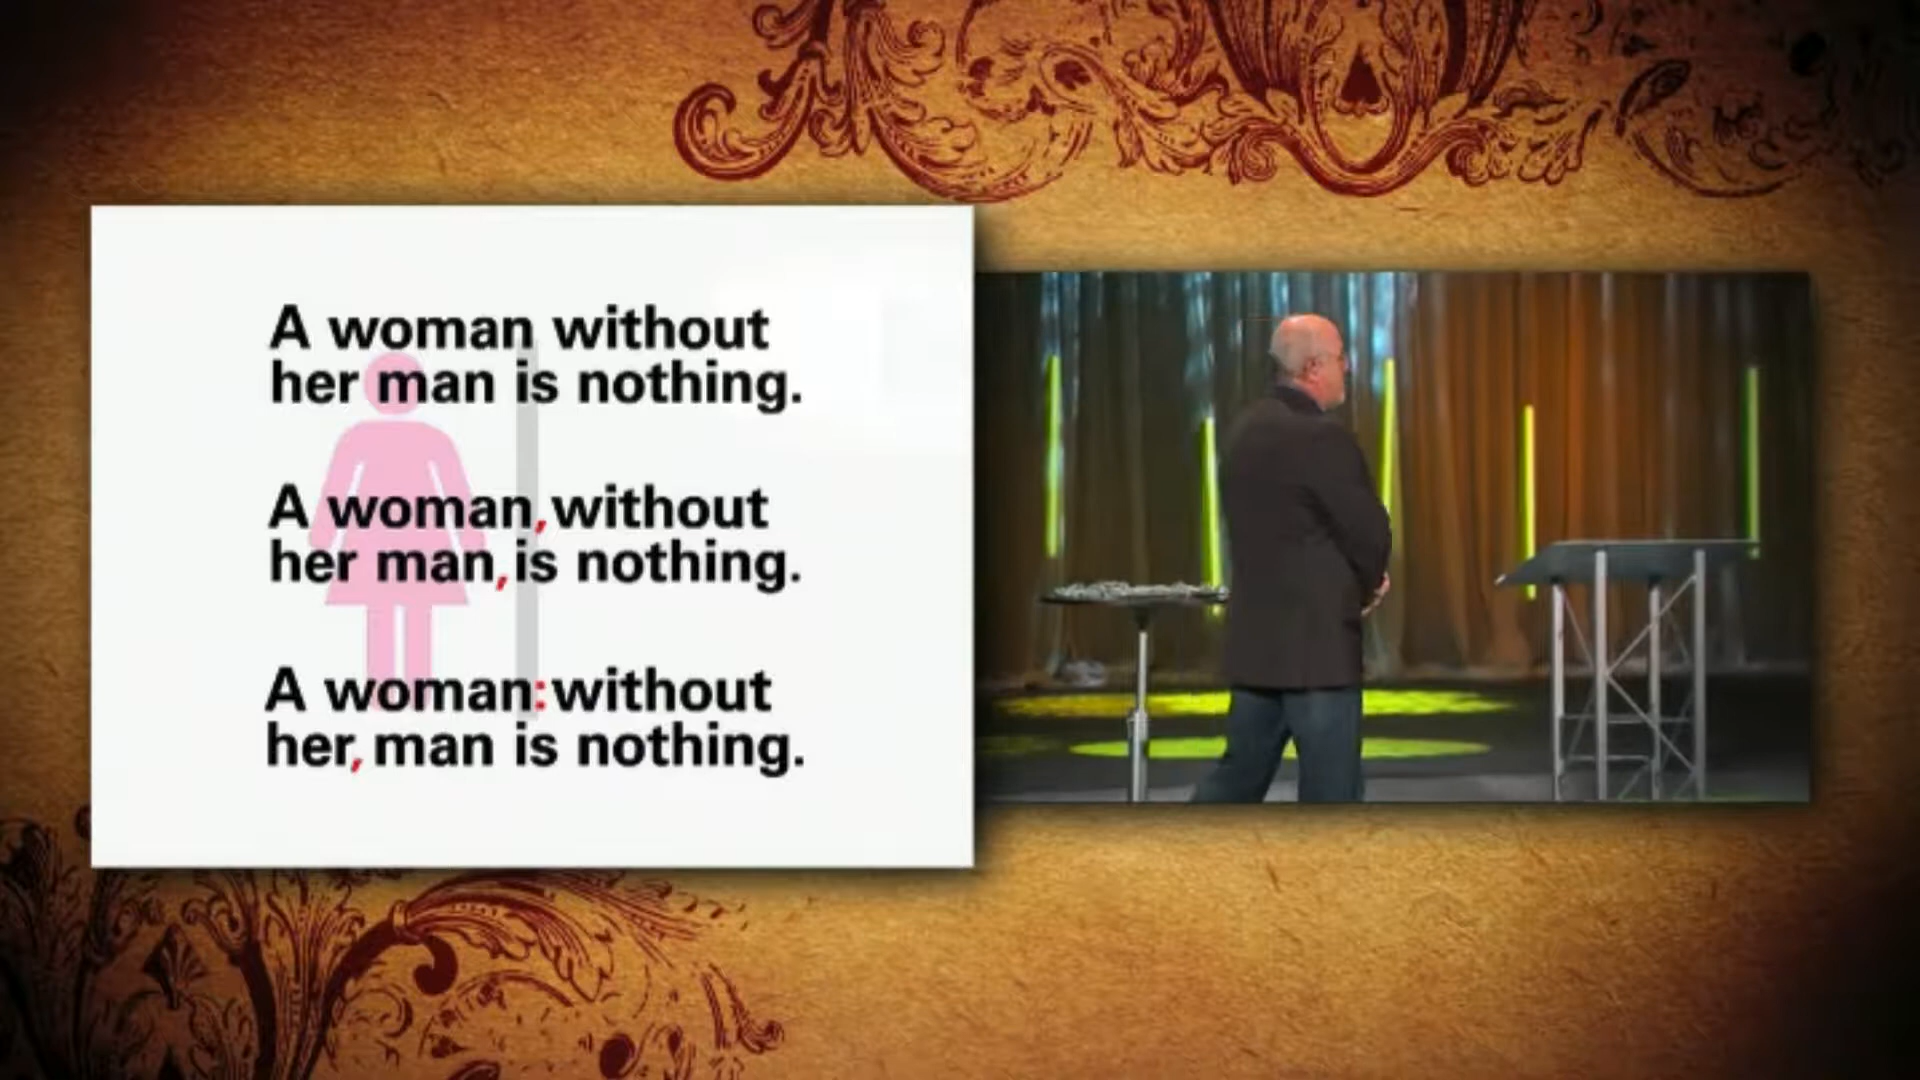 A woman without
her man is nothing.
A woman, without
her man, is nothing.
A woman: without
her, man is nothing.